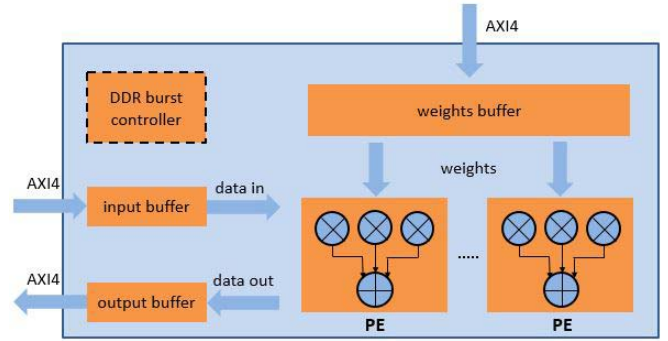 AXI4
DDR burst
controller
weights buffer
AXI4
data in
weights
input buffer
AXI4
data out
.....
output buffer
PE
PE